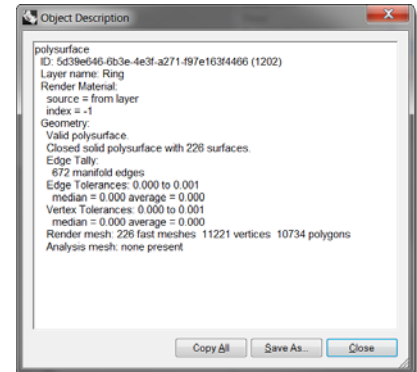 Object Description
polysurface
ID: 5d39e646-6b3e-4e3f-a271-f97e163f4466 (1202)
Layer name: Ring
Render Material:
source = from layer
index = -1
Geometry:
Valid polysurface.
Closed solid polysurface with 226 surfaces.
Edge Tally:
672 manifold edges
Edge Tolerances: 0.000 to 0.001
median = 0.000 average = 0.000
Vertex Tolerances: 0.000 to 0.001
median = 0.000 average = 0.000
Render mesh: 226 fast meshes 11221 vertices 10734 polygons
Analysis mesh: none present
Copy All Save As... Close